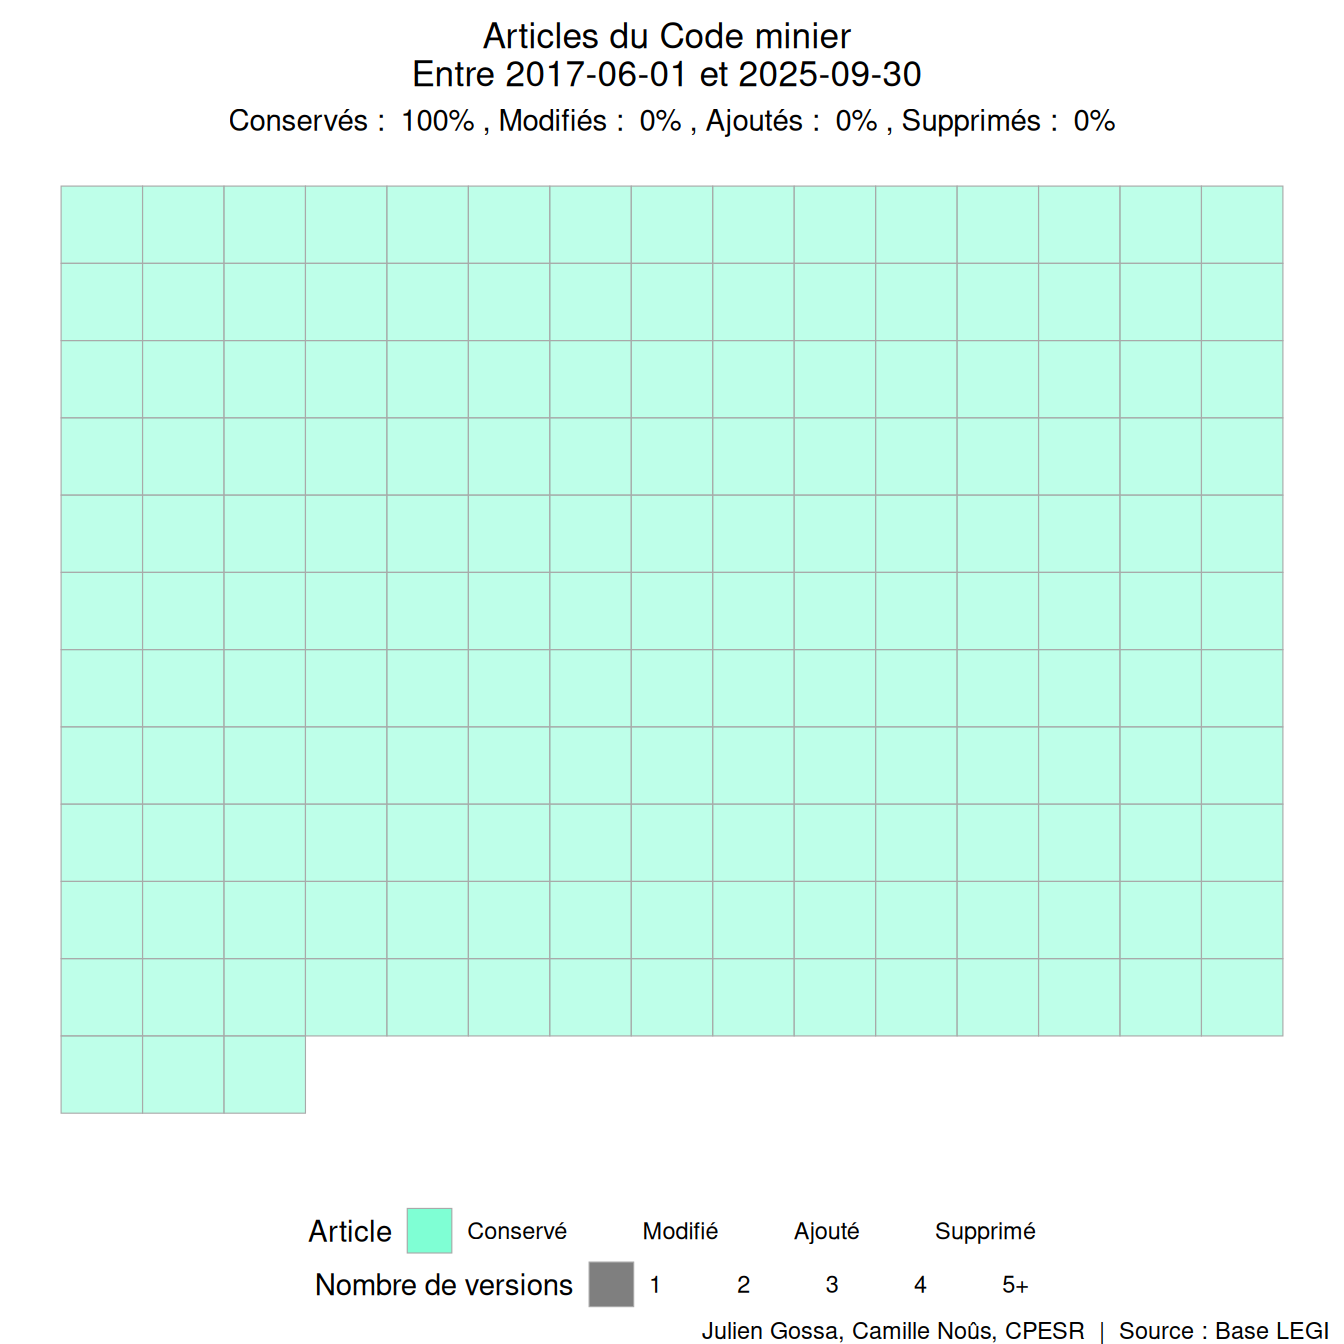 Articles du Code minier
Entre 2017-06-01 et 2025-09-30
Conservés :  100% , Modifiés :  0% , Ajoutés :  0% , Supprimés :  0%
Article Conservé Modifié Ajouté Supprimé
Nombre de versions 1 2 3 4 5+
Julien Gossa, Camille Noûs, CPESR | Source : Base LEGI